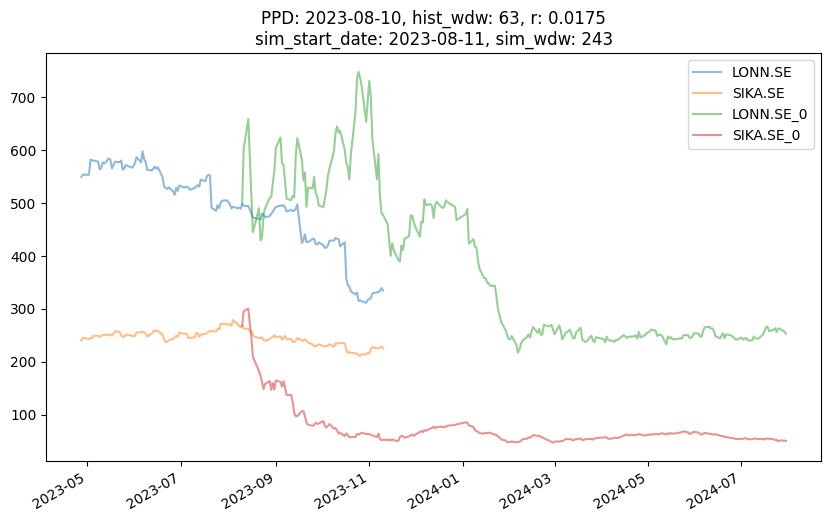 PPD: 2023-08-10, hist_wdw: 63, r: 0.0175
sim_start_date: 2023-08-11, sim_wdw: 243
LONN.SE
SIKA.SE
LONN.SE_0
SIKA.SE_0
700
600
500
400
300
200
100
2023-05
2023-07
2023-09
2023-11
2024-01
2024-03
2024-05
2024-07